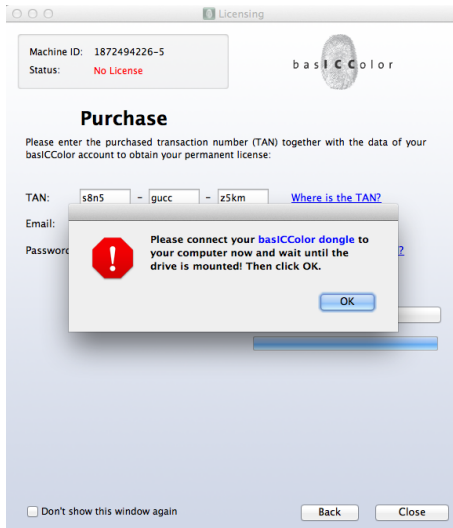 Licensing
Machine ID: 1872494226-5
Status: No License
basICColor
Purchase
Please enter the purchased transaction number (TAN) together with the data of your
basICColor account to obtain your permanent license:
TAN: s8n5 - gucc - z5km Where is the TAN?
Email:
Password ?
Please connect your basICColor dongle to
your computer now and wait until the
drive is mounted! Then click OK.
OK
Don't show this window again
Back
Close